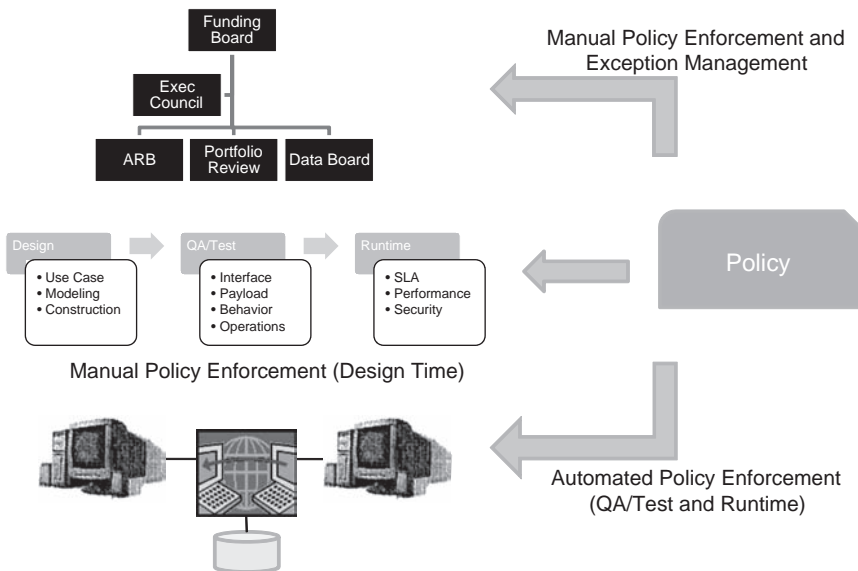 Funding
Board
Manual Policy Enforcement and
Exception Management
Exec
Council
ARB
Portfolio
Review
Data Board
Design
• Use Case
• Modeling
• Construction
QA/Test
• Interface
• Payload
• Behavior
• Operations
Runtime
• SLA
• Performance
• Security
Policy
Manual Policy Enforcement (Design Time)
Automated Policy Enforcement
(QA/Test and Runtime)